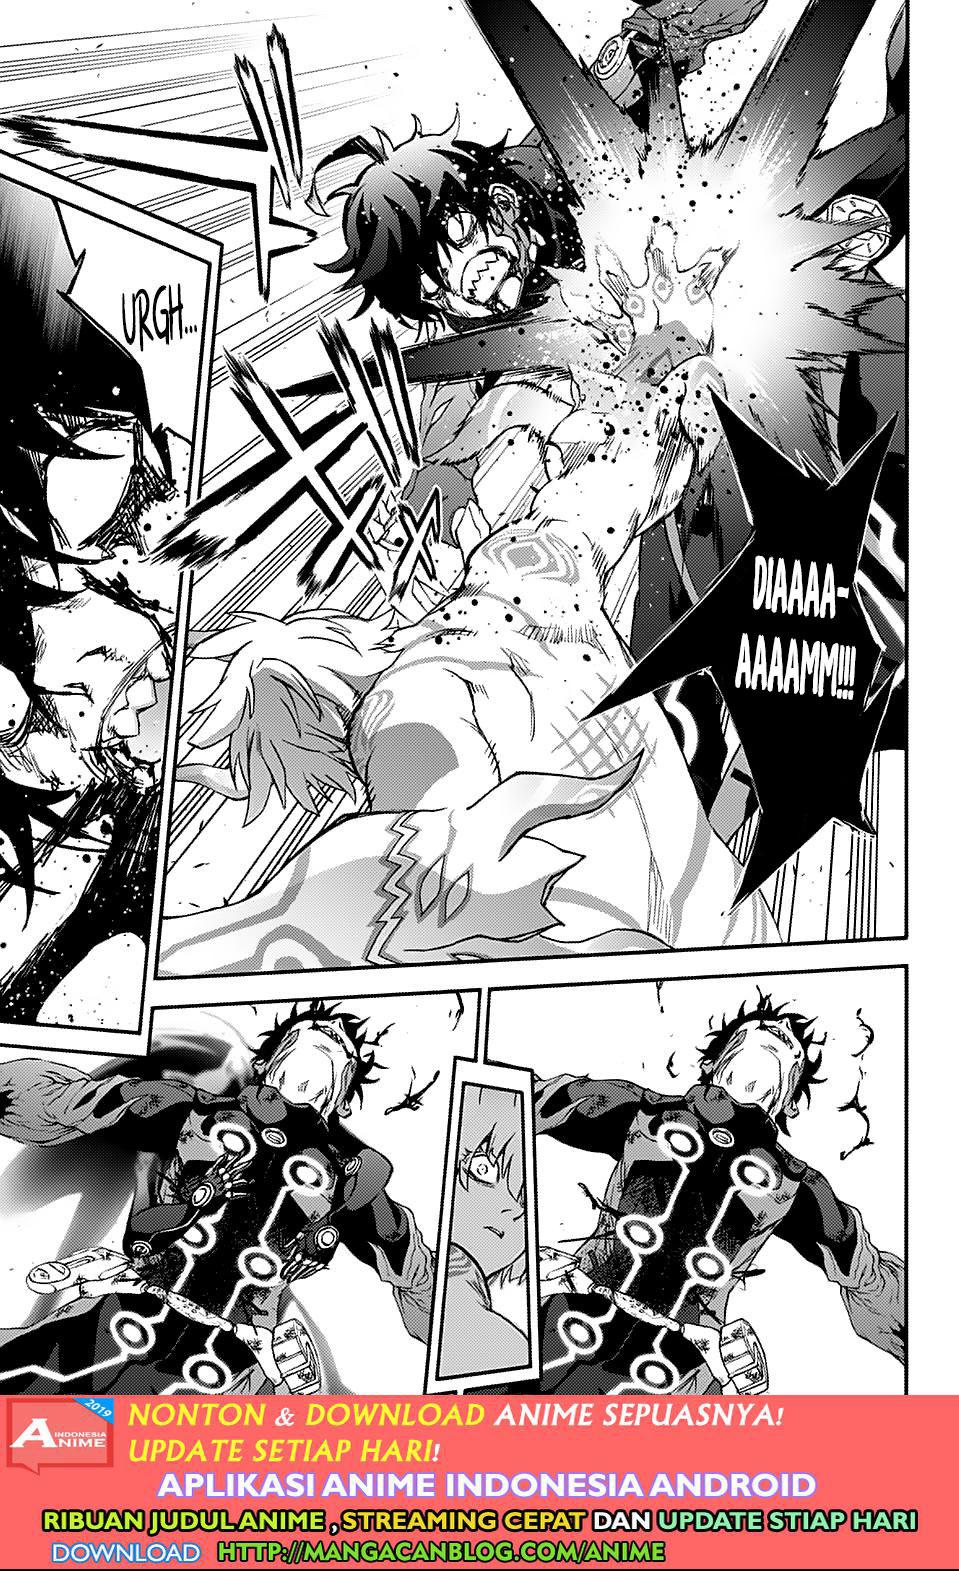 DIAAAA-
AAAAMM!!!
URGH...
2019
A INDONESIA
ANIME
NONTON & DOWNLOAD ANIME SEPUASNYA!
UPDATE SETIAP HARI!
APLIKASI ANIME INDONESIA ANDROID
RIBUAN JUDUL ANIME , STREAMING CEPAT DAN UPDATE STIAP HARI
DOWNLOAD HTTP://MANGACANBLOG.COM/ANIME